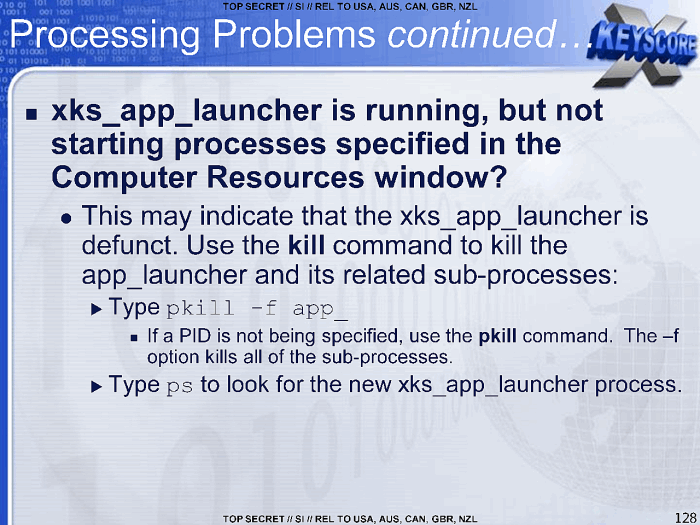 TOP SECRET // SI // REL TO USA, AUS, CAN, GBR, NZL
Processing Problems continued…
XKEYSCORE
xks_app_launcher is running, but not
starting processes specified in the
Computer Resources window?
This may indicate that the xks_app_launcher is
defunct. Use the kill command to kill the
app_launcher and its related sub-processes:
Type pkill -f app_
If a PID is not being specified, use the pkill command. The –f
option kills all of the sub-processes.
Type ps to look for the new xks_app_launcher process.
TOP SECRET // SI // REL TO USA, AUS, CAN, GBR, NZL
128